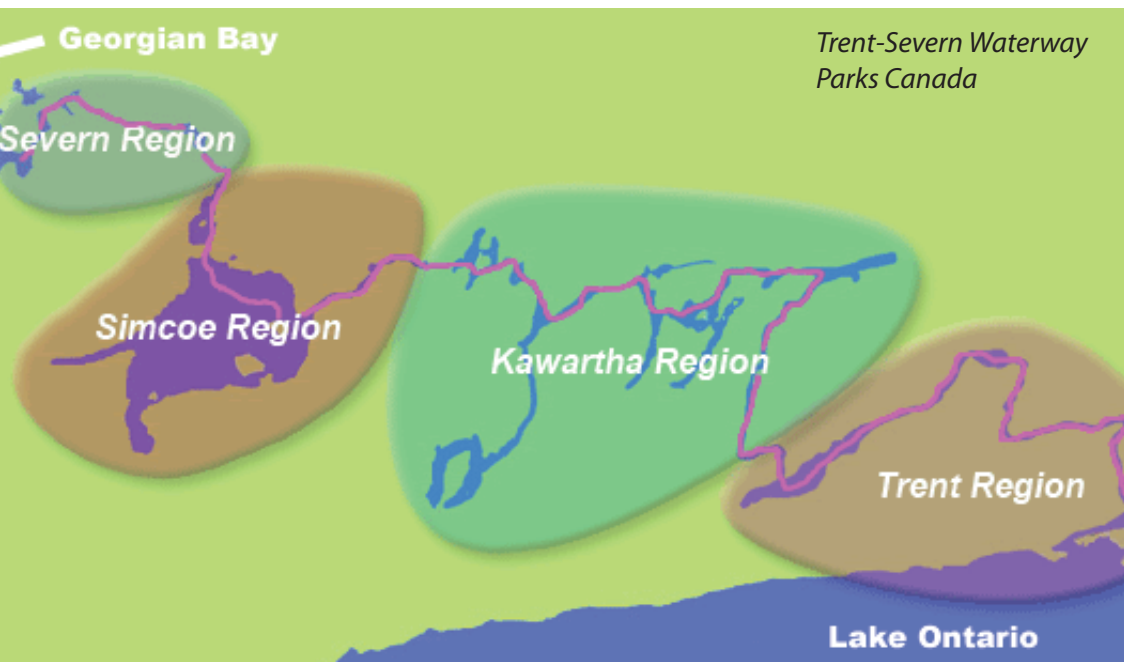 Georgian Bay
Trent-Severn Waterway
Parks Canada
Severn Region
Simcoe Region
Kawartha Region
Trent Region
Lake Ontario